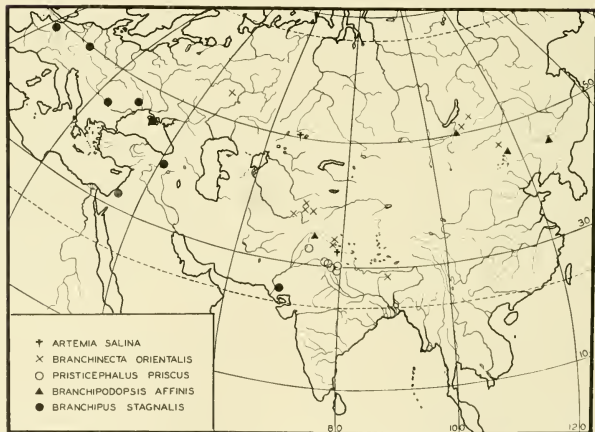 50
30
10
✝ ARTEMIA SALINA
× BRANCHINECTA ORIENTALIS
○ PRISTICEPHALUS PRISCUS
▲ BRANCHIPODOPSIS AFFINIS
● BRANCHIPUS STAGNALIS
80 100 120